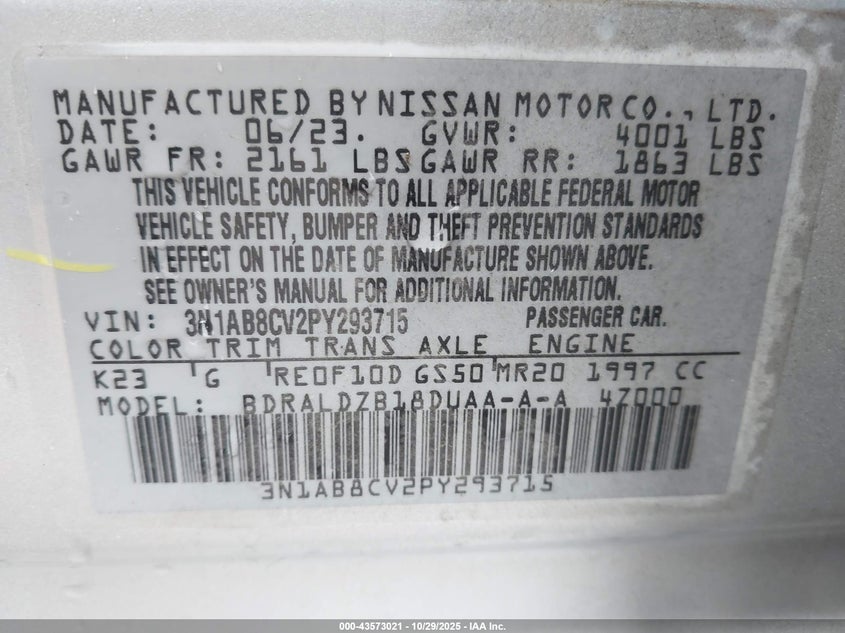 MANUFACTURED BY NISSAN MOTOR CO., LTD.
DATE: 06/23. GVWR: 4001 LBS
GAWR FR: 2161 LBS GAWR RR: 1863 LBS
THIS VEHICLE CONFORMS TO ALL APPLICABLE FEDERAL MOTOR
VEHICLE SAFETY, BUMPER AND THEFT PREVENTION STANDARDS
IN EFFECT ON THE DATE OF MANUFACTURE SHOWN ABOVE.
SEE OWNER'S MANUAL FOR ADDITIONAL INFORMATION.
VIN: 3N1AB8CV2PY293715 PASSENGER CAR.
COLOR TRIM TRANS AXLE ENGINE
K23 G RE0F10D GS50 MR20 1997 CC
MODEL: BDRALDZB18DUAA-A-A 4Z000
3N1AB8CV2PY293715
000-43573021 - 10/29/2025 - IAA Inc.